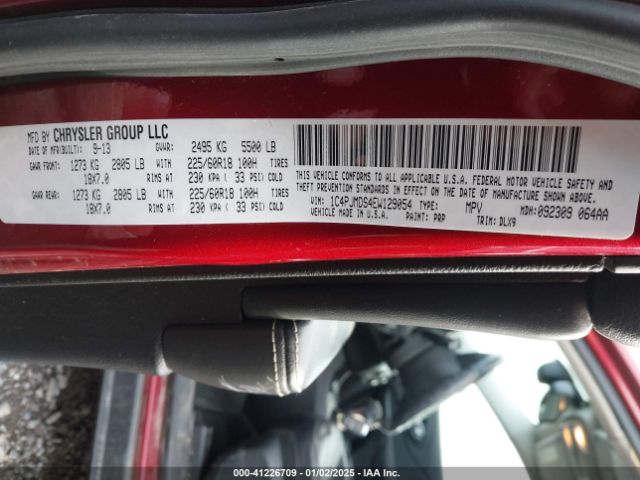 MFD BY CHRYSLER GROUP LLC
DATE OF MFR(BUILT): 9-13 GVWR: 2495 KG 5500 LB
GAWR FRONT: 1273 KG 2805 LB WITH 225/60R18 100H TIRES
18X7.0 RIMS AT 230 KPA ( 33 PSI) COLD
GAWR REAR: 1273 KG 2805 LB WITH 225/60R18 100H TIRES
18X7.0 RIMS AT 230 KPA ( 33 PSI) COLD
THIS VEHICLE CONFORMS TO ALL APPLICABLE U.S.A. FEDERAL MOTOR VEHICLE SAFETY AND
THEFT PREVENTION STANDARDS IN EFFECT ON THE DATE OF MANUFACTURE SHOWN ABOVE.
VIN: 1C4PJMDS4EW129054 TYPE: MPV MDH: 092309 064AA
PAINT: PRP TRIM: DLX9
MADE IN U.S.A.
000-41226709 - 01/02/2025 - IAA Inc.